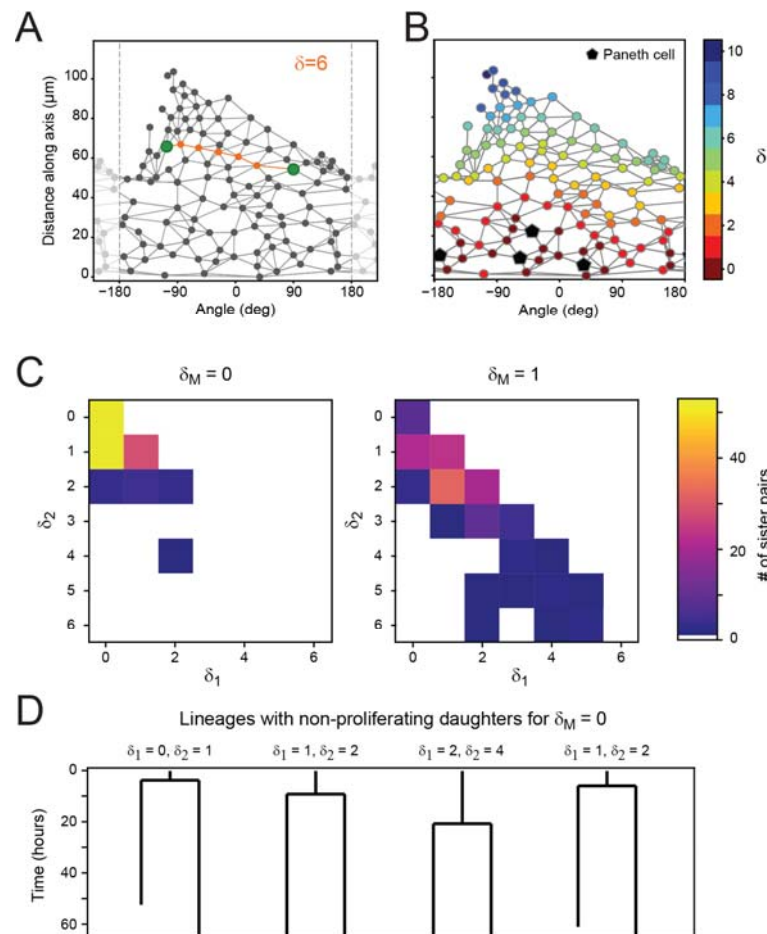 A
B
δ=6
Paneth cell
Distance along axis (µm)
100
80
60
40
20
0
−180
−90
0
90
180
Angle (deg)
−180
−90
0
90
180
Angle (deg)
10
8
6
4
2
0
δ
C
δM = 0
δM = 1
0
1
2
3
4
5
6
δ2
0
2
4
6
δ1
0
1
2
3
4
5
6
δ2
0
2
4
6
δ1
40
20
0
# of sister pairs
D
Lineages with non-proliferating daughters for δM = 0
δ1 = 0, δ2 = 1
δ1 = 1, δ2 = 2
δ1 = 2, δ2 = 4
δ1 = 1, δ2 = 2
Time (hours)
0
20
40
60